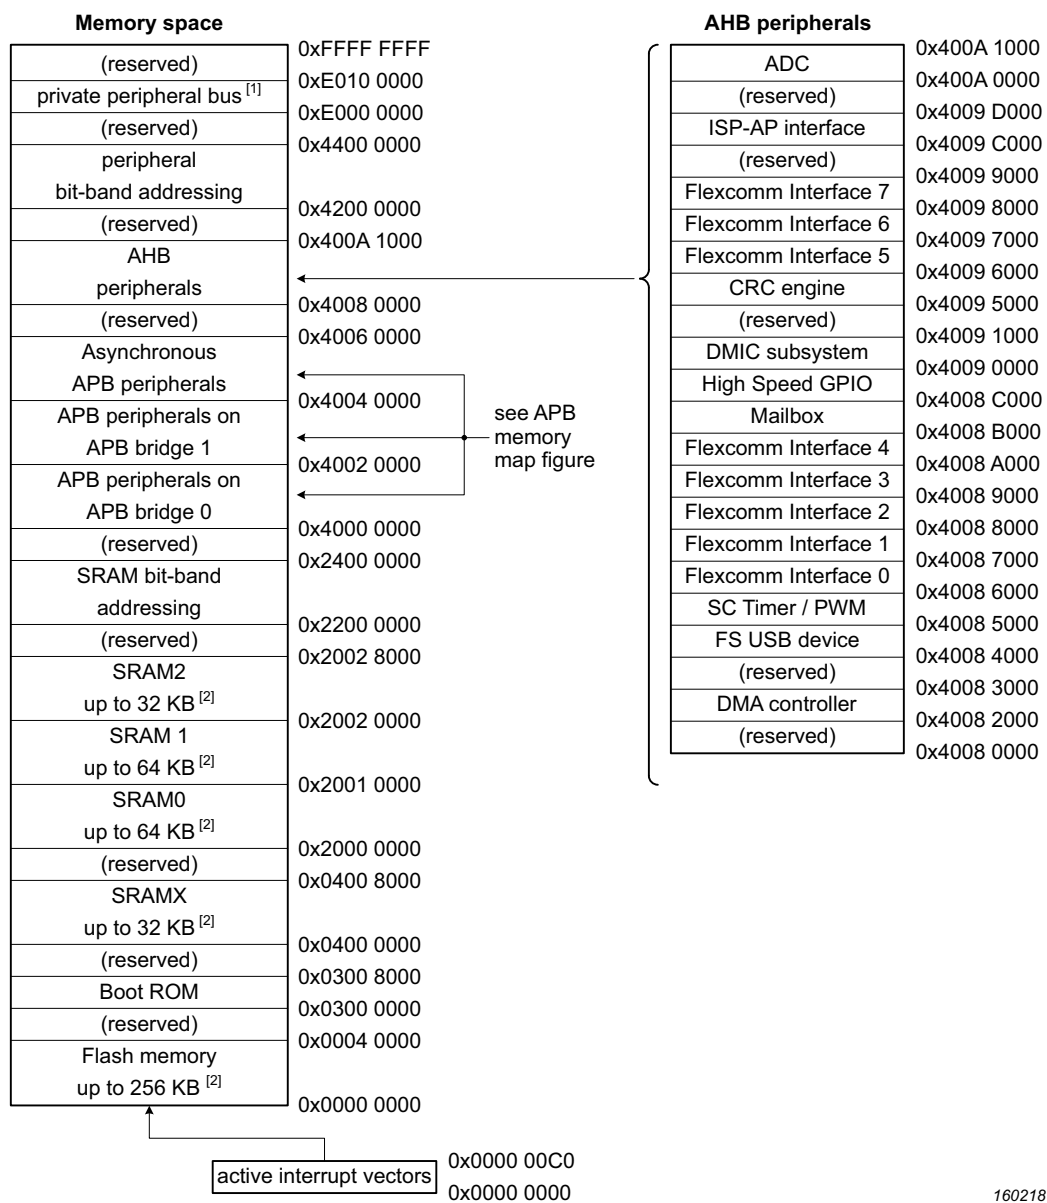 Memory space
0xFFFF FFFF
(reserved)
0xE010 0000
private peripheral bus [1]
0xE000 0000
(reserved)
0x4400 0000
peripheral
bit-band addressing
0x4200 0000
(reserved)
0x400A 1000
AHB
peripherals
0x4008 0000
(reserved)
0x4006 0000
Asynchronous
APB peripherals
0x4004 0000
APB peripherals on
APB bridge 1
0x4002 0000
APB peripherals on
APB bridge 0
0x4000 0000
(reserved)
0x2400 0000
SRAM bit-band
addressing
0x2200 0000
(reserved)
0x2002 8000
SRAM2
up to 32 KB [2]
0x2002 0000
SRAM 1
up to 64 KB [2]
0x2001 0000
SRAM0
up to 64 KB [2]
0x2000 0000
(reserved)
0x0400 8000
SRAMX
up to 32 KB [2]
0x0400 0000
(reserved)
0x0300 8000
Boot ROM
0x0300 0000
(reserved)
0x0004 0000
Flash memory
up to 256 KB [2]
0x0000 0000
see APB
memory
map figure
active interrupt vectors
0x0000 00C0
0x0000 0000
AHB peripherals
0x400A 1000
ADC
0x400A 0000
(reserved)
0x4009 D000
ISP-AP interface
0x4009 C000
(reserved)
0x4009 9000
Flexcomm Interface 7
0x4009 8000
Flexcomm Interface 6
0x4009 7000
Flexcomm Interface 5
0x4009 6000
CRC engine
0x4009 5000
(reserved)
0x4009 1000
DMIC subsystem
0x4009 0000
High Speed GPIO
0x4008 C000
Mailbox
0x4008 B000
Flexcomm Interface 4
0x4008 A000
Flexcomm Interface 3
0x4008 9000
Flexcomm Interface 2
0x4008 8000
Flexcomm Interface 1
0x4008 7000
Flexcomm Interface 0
0x4008 6000
SC Timer / PWM
0x4008 5000
FS USB device
0x4008 4000
(reserved)
0x4008 3000
DMA controller
0x4008 2000
(reserved)
0x4008 0000
160218